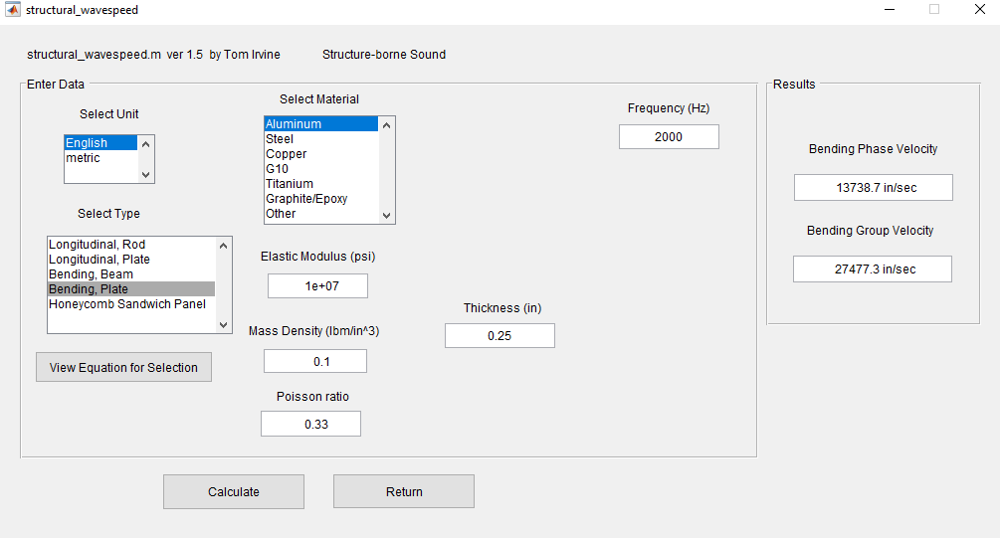 structural_wavespeed
structural_wavespeed.m ver 1.5 by Tom Irvine Structure-borne Sound
Enter Data
Select Unit
English
metric
Select Type
Longitudinal, Rod
Longitudinal, Plate
Bending, Beam
Bending, Plate
Honeycomb Sandwich Panel
View Equation for Selection
Select Material
Aluminum
Steel
Copper
G10
Titanium
Graphite/Epoxy
Other
Elastic Modulus (psi)
1e+07
Mass Density (lbm/in^3)
0.1
Poisson ratio
0.33
Thickness (in)
0.25
Frequency (Hz)
2000
Results
Bending Phase Velocity
13738.7 in/sec
Bending Group Velocity
27477.3 in/sec
Calculate
Return